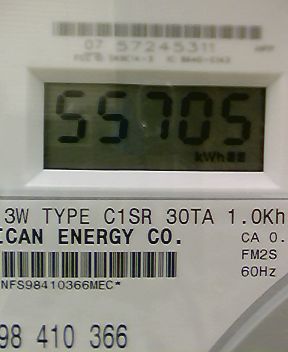 07 57245311
55705
kWh
3W TYPE C1SR 30TA 1.0Kh
ICAN ENERGY CO.
CA 0.
FM2S
60Hz
NFS98410366MEC*
98 410 366